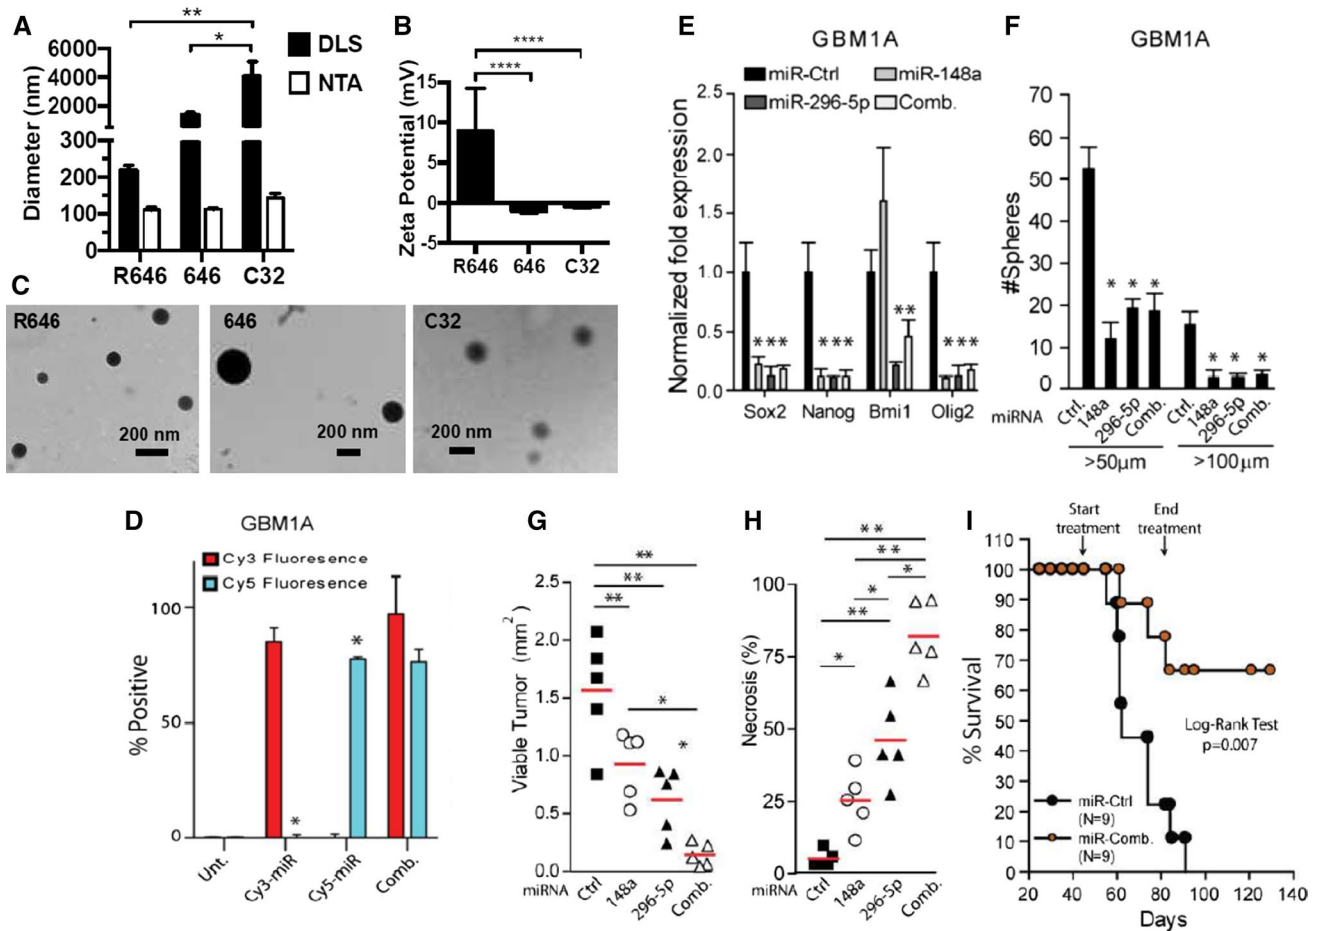 A
**
*
DLS
NTA
6000
4000
2000
300
200
100
0
Diameter (nm)
R646
646
C32
B
****
****
15
10
5
0
-5
Zeta Potential (mV)
R646
646
C32
C
R646
200 nm
646
200 nm
C32
200 nm
D
GBM1A
Cy3 Fluoresence
Cy5 Fluoresence
100
50
0
% Positive
*
*
Unt.
Cy3-miR
Cy5-miR
Comb.
E
GBM1A
miR-Ctrl
miR-148a
miR-296-5p
Comb.
2.5
2.0
1.5
1.0
0.5
0.0
Normalized fold expression
***
***
**
***
Sox2
Nanog
Bmi1
Olig2
F
GBM1A
70
60
50
40
30
20
10
0
#Spheres
* * *
* * *
miRNA
Ctrl.
148a
296-5p
Comb.
Ctrl.
148a
296-5p
Comb.
>50μm
>100μm
G
**
**
**
*
*
2.5
2.0
1.5
1.0
0.5
0.0
Viable Tumor (mm2)
miRNA
Ctrl
148a
296-5p
Comb.
H
**
**
*
*
**
*
100
75
50
25
0
Necrosis (%)
miRNA
Ctrl
148a
296-5p
Comb.
I
Start
treatment
End
treatment
110
100
90
80
70
60
50
40
30
20
10
0
% Survival
Log-Rank Test
p=0.007
miR-Ctrl
(N=9)
miR-Comb.
(N=9)
20 40 60 80 100 120 140
Days